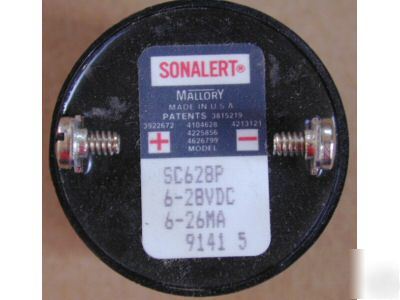 SONALERT®
MALLORY
MADE IN U.S.A
PATENTS 3815219
3922672 4104628 4213121
+ 4225856 −
4626799
MODEL
SC628P
6-28VDC
6-26MA
9141 5